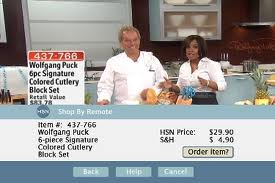 437-766
Wolfgang Puck
6pc Signature
Colored Cutlery
Block Set
Retail Value
$83.78
HSN Shop By Remote
Item #: 437-766
Wolfgang Puck
6-piece Signature
Colored Cutlery
Block Set
HSN Price: $29.90
S&H $ 4.90
Order Item?
Back Help Cancel